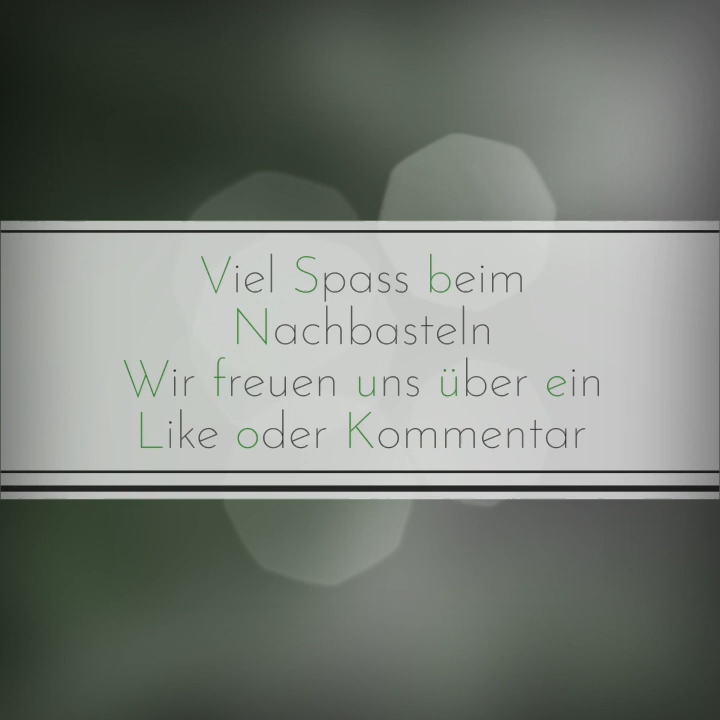 Viel Spass beim
Nachbasteln
Wir freuen uns über ein
Like oder Kommentar